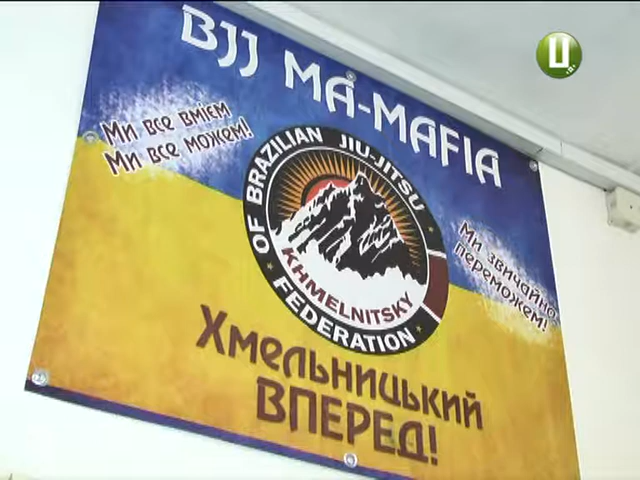 BJJ MA-MAFIA
Ми все вмієм
Ми все можем!
OF BRAZILIAN JIU-JITSU
KHMELNITSKY
FEDERATION
Ми звичайно
переможем!
Хмельницький
ВПЕРЕД!
Ц